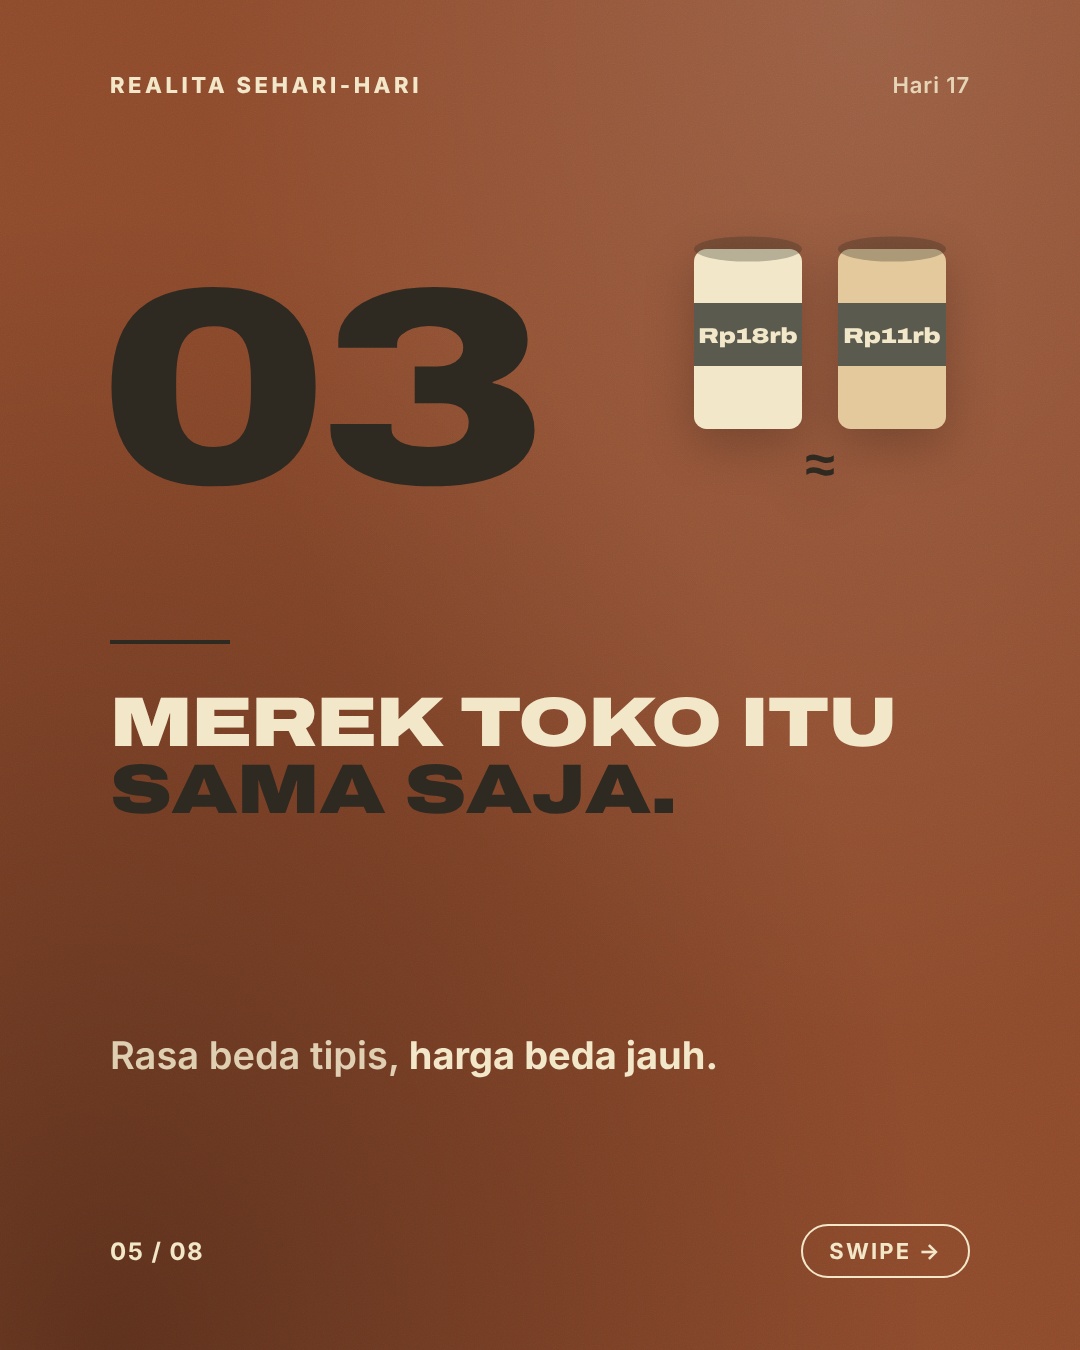 REALITA SEHARI-HARI
Hari 17
03
Rp18rb
Rp11rb
≈
MEREK TOKO ITU
SAMA SAJA.
Rasa beda tipis, harga beda jauh.
05 / 08
SWIPE →